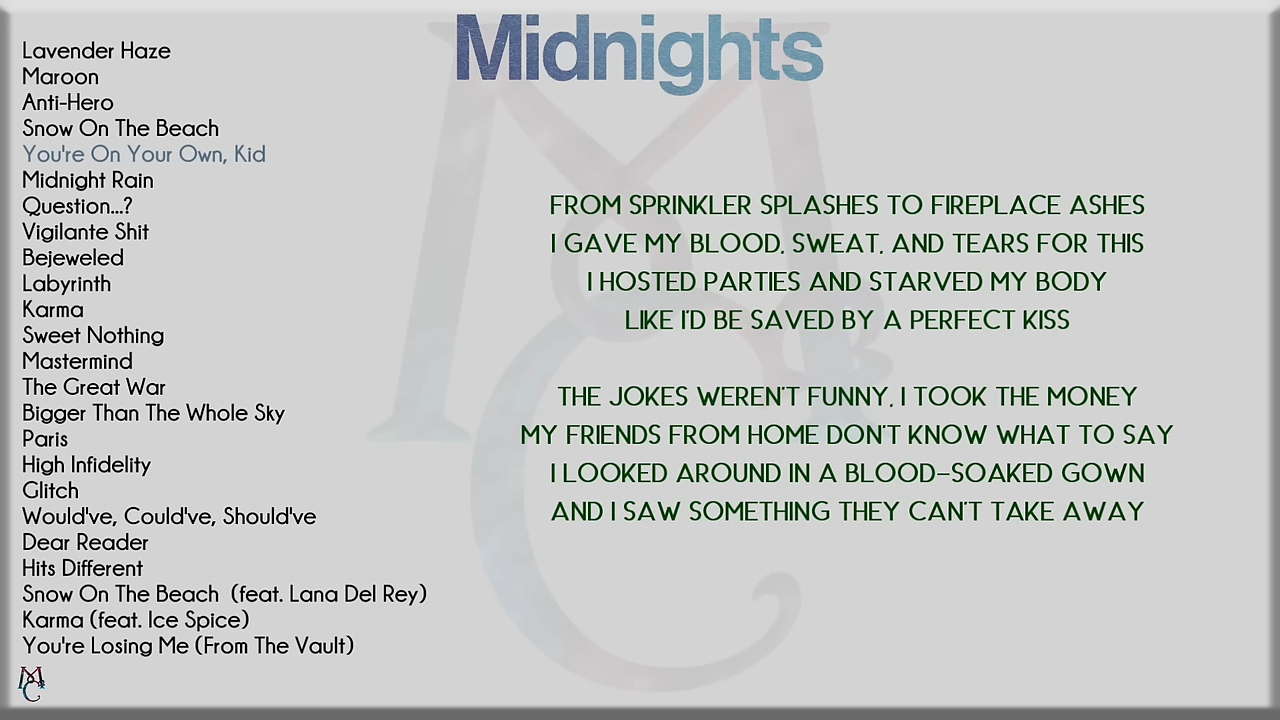 Midnights
Lavender Haze
Maroon
Anti-Hero
Snow On The Beach
You're On Your Own, Kid
Midnight Rain
Question...?
Vigilante Shit
Bejeweled
Labyrinth
Karma
Sweet Nothing
Mastermind
The Great War
Bigger Than The Whole Sky
Paris
High Infidelity
Glitch
Would've, Could've, Should've
Dear Reader
Hits Different
Snow On The Beach (feat. Lana Del Rey)
Karma (feat. Ice Spice)
You're Losing Me (From The Vault)
FROM SPRINKLER SPLASHES TO FIREPLACE ASHES
I GAVE MY BLOOD, SWEAT, AND TEARS FOR THIS
I HOSTED PARTIES AND STARVED MY BODY
LIKE I'D BE SAVED BY A PERFECT KISS
THE JOKES WEREN'T FUNNY, I TOOK THE MONEY
MY FRIENDS FROM HOME DON'T KNOW WHAT TO SAY
I LOOKED AROUND IN A BLOOD-SOAKED GOWN
AND I SAW SOMETHING THEY CAN'T TAKE AWAY